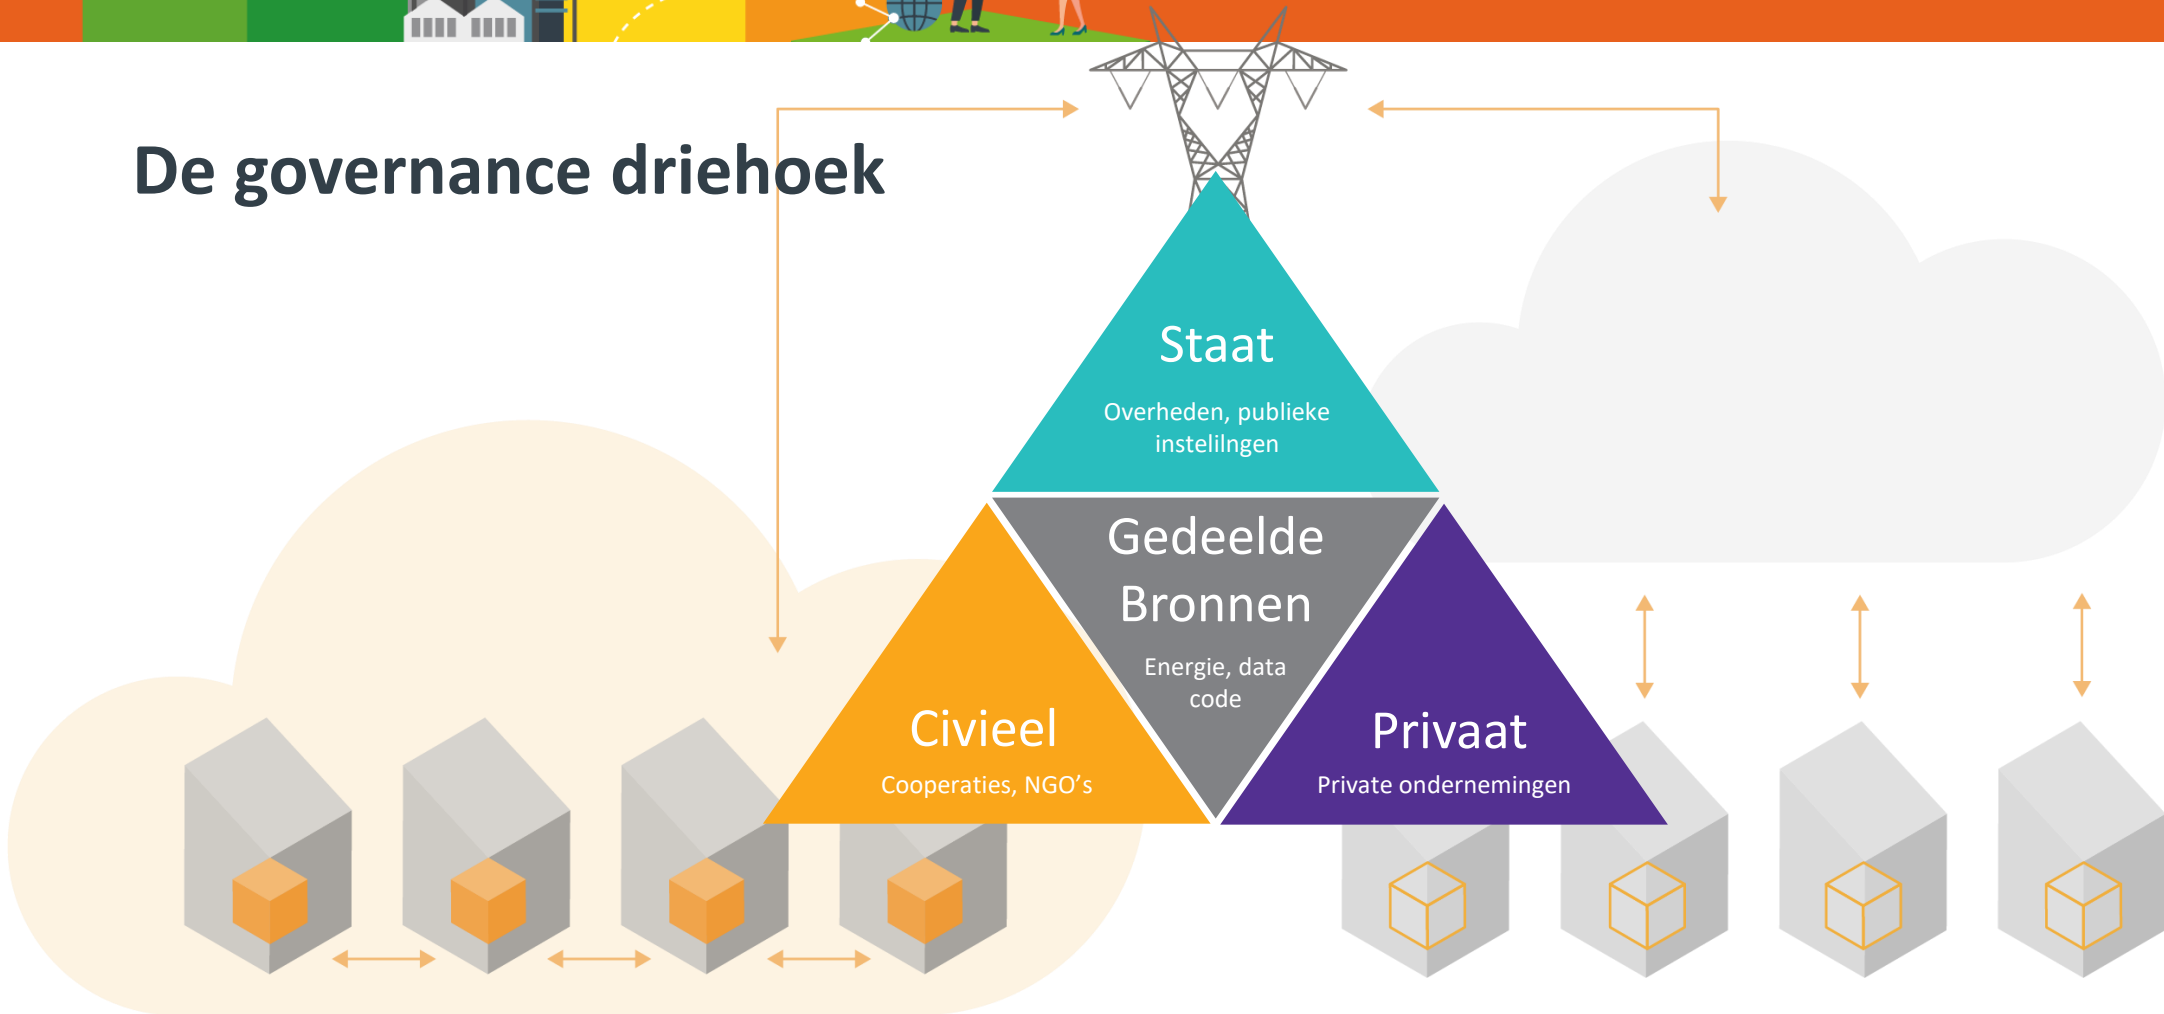 De governance driehoek
Staat
Overheden, publieke
instelilngen
Gedeelde
Bronnen
Energie, data
code
Civieel
Cooperaties, NGO’s
Privaat
Private ondernemingen